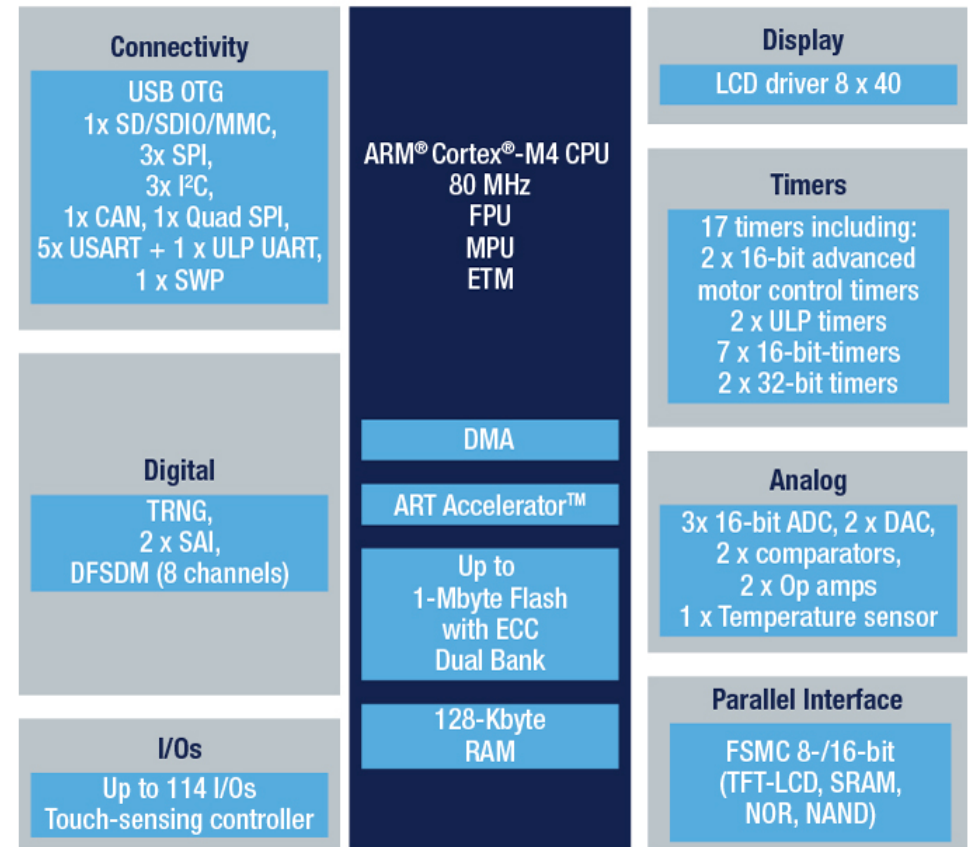 Connectivity
USB OTG
1x SD/SDIO/MMC,
3x SPI,
3x I²C,
1x CAN, 1x Quad SPI,
5x USART + 1 x ULP UART,
1 x SWP
Digital
TRNG,
2 x SAI,
DFSDM (8 channels)
I/Os
Up to 114 I/Os
Touch-sensing controller
ARM® Cortex®-M4 CPU
80 MHz
FPU
MPU
ETM
DMA
ART Accelerator™
Up to
1-Mbyte Flash
with ECC
Dual Bank
128-Kbyte
RAM
Display
LCD driver 8 x 40
Timers
17 timers including:
2 x 16-bit advanced
motor control timers
2 x ULP timers
7 x 16-bit-timers
2 x 32-bit timers
Analog
3x 16-bit ADC, 2 x DAC,
2 x comparators,
2 x Op amps
1 x Temperature sensor
Parallel Interface
FSMC 8-/16-bit
(TFT-LCD, SRAM,
NOR, NAND)